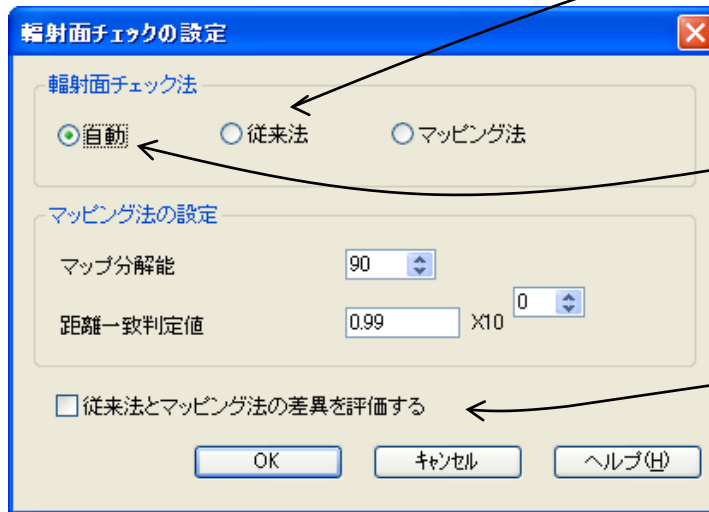 輻射面チェックの設定
輻射面チェック法
自動 従来法 マッピング法
マッピング法の設定
マップ分解能 90
距離一致判定値 0.99 X10 0
従来法とマッピング法の差異を評価する
OK キャンセル ヘルプ(H)